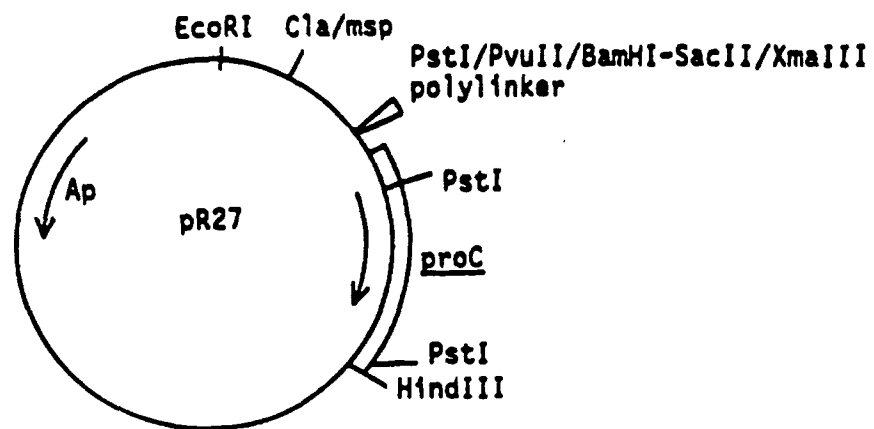 EcoRI
Cla/msp
PstI/PvuII/BamHI-SacII/XmaIII
polylinker
PstI
Ap
pR27
proC
PstI
HindIII